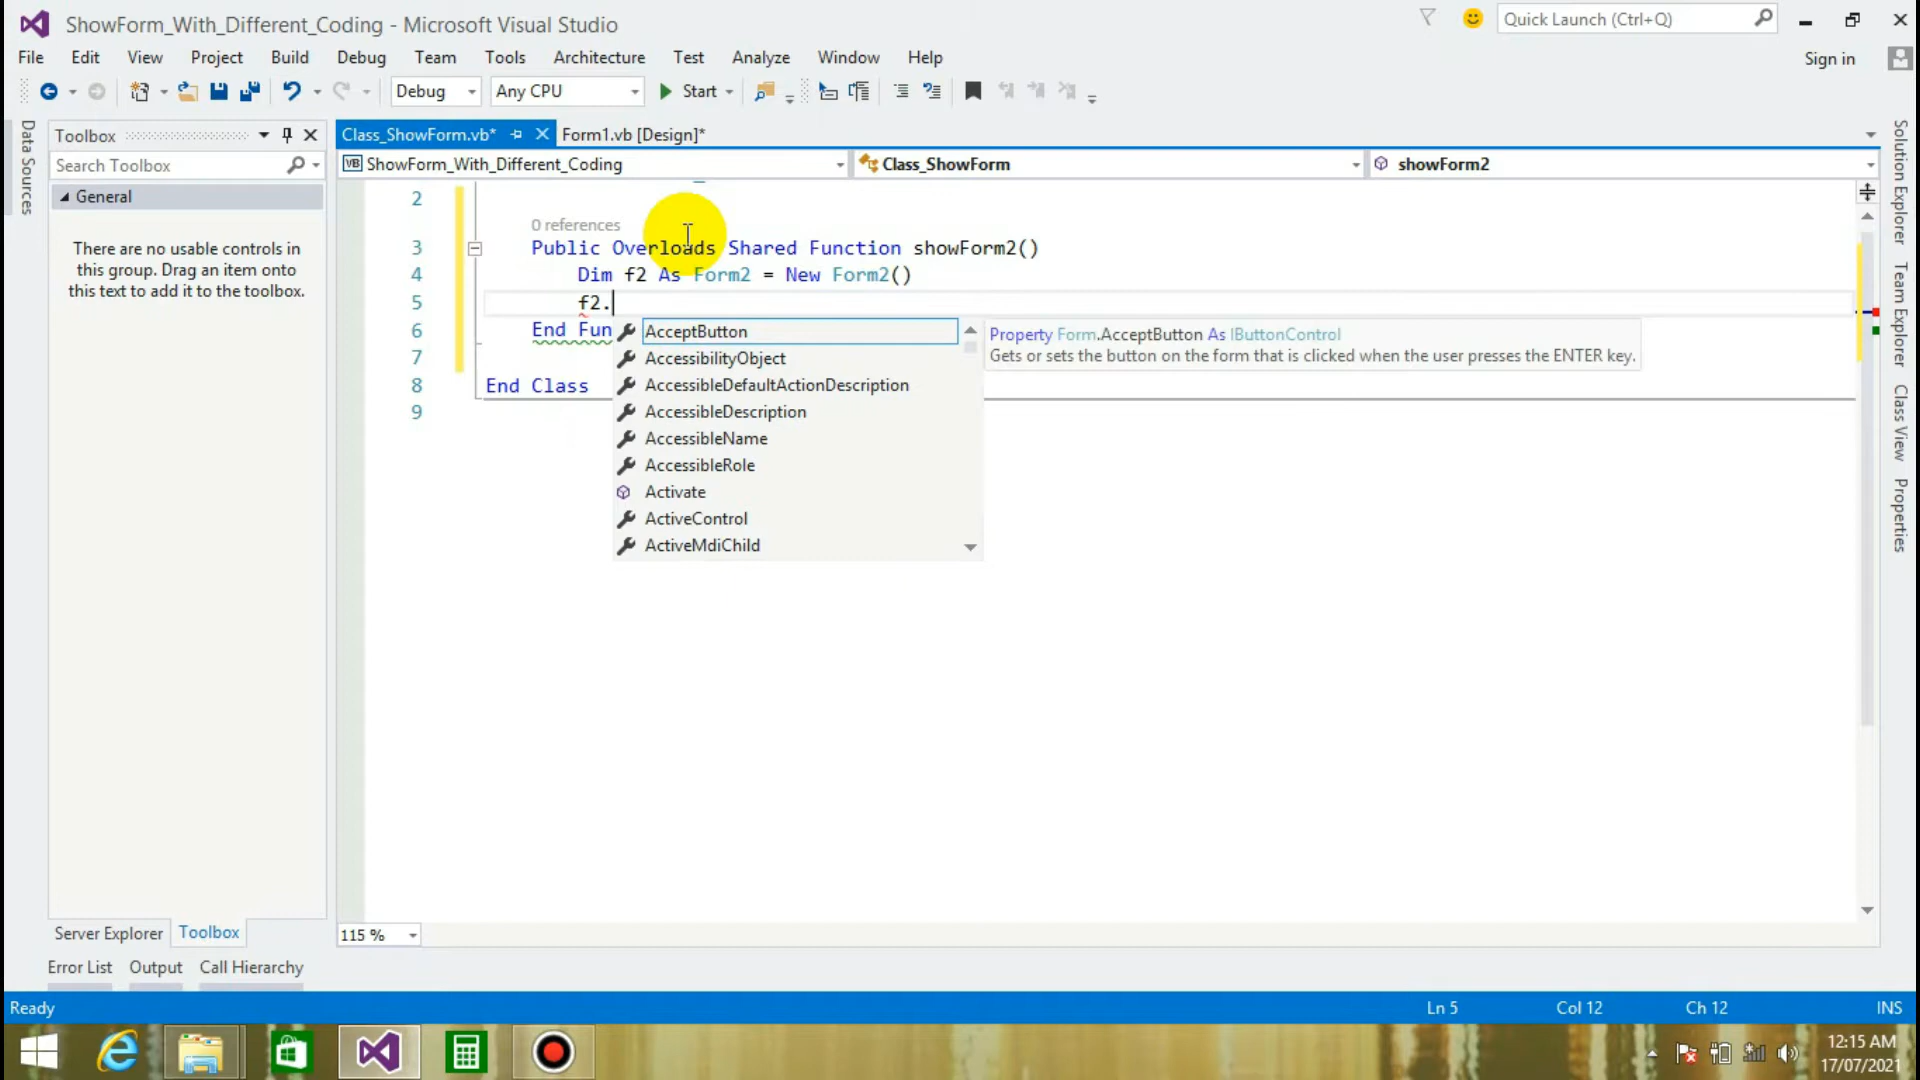 ShowForm_With_Different_Coding - Microsoft Visual Studio
Quick Launch (Ctrl+Q)
File Edit View Project Build Debug Team Tools Architecture Test Analyze Window Help
Sign in
Debug Any CPU Start
Data Sources
Toolbox
Search Toolbox
General
There are no usable controls in
this group. Drag an item onto
this text to add it to the toolbox.
Class_ShowForm.vb* Form1.vb [Design]*
VB ShowForm_With_Different_Coding Class_ShowForm showForm2
2
0 references
3 Public Overloads Shared Function showForm2()
4 Dim f2 As Form2 = New Form2()
5 f2.
6 End Fun
7
8 End Class
9
AcceptButton
AccessibilityObject
AccessibleDefaultActionDescription
AccessibleDescription
AccessibleName
AccessibleRole
Activate
ActiveControl
ActiveMdiChild
Property Form.AcceptButton As IButtonControl
Gets or sets the button on the form that is clicked when the user presses the ENTER key.
Solution Explorer
Team Explorer
Class View
Properties
115 %
Server Explorer Toolbox
Error List Output Call Hierarchy
Ready Ln 5 Col 12 Ch 12 INS
12:15 AM
17/07/2021